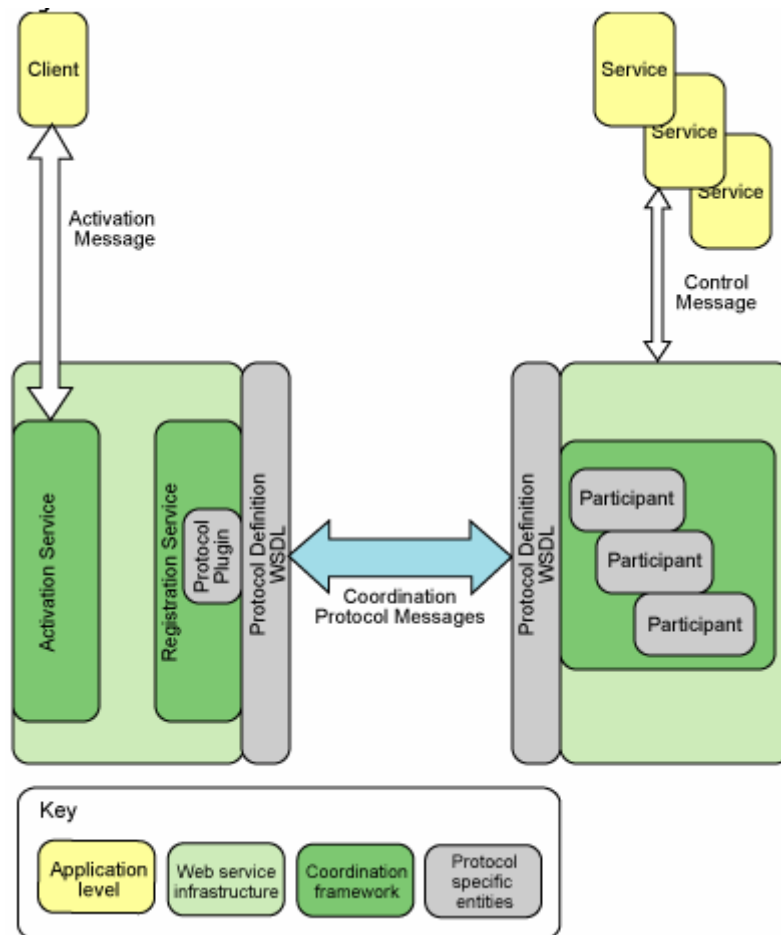 Client
Service
Service
Service
Activation
Message
Control
Message
Activation Service
Registration Service
Protocol
Plugin
Protocol Definition
WSDL
Coordination
Protocol Messages
Protocol Definition
WSDL
Participant
Participant
Participant
Key
Application
level
Web service
infrastructure
Coordination
framework
Protocol
specific
entities